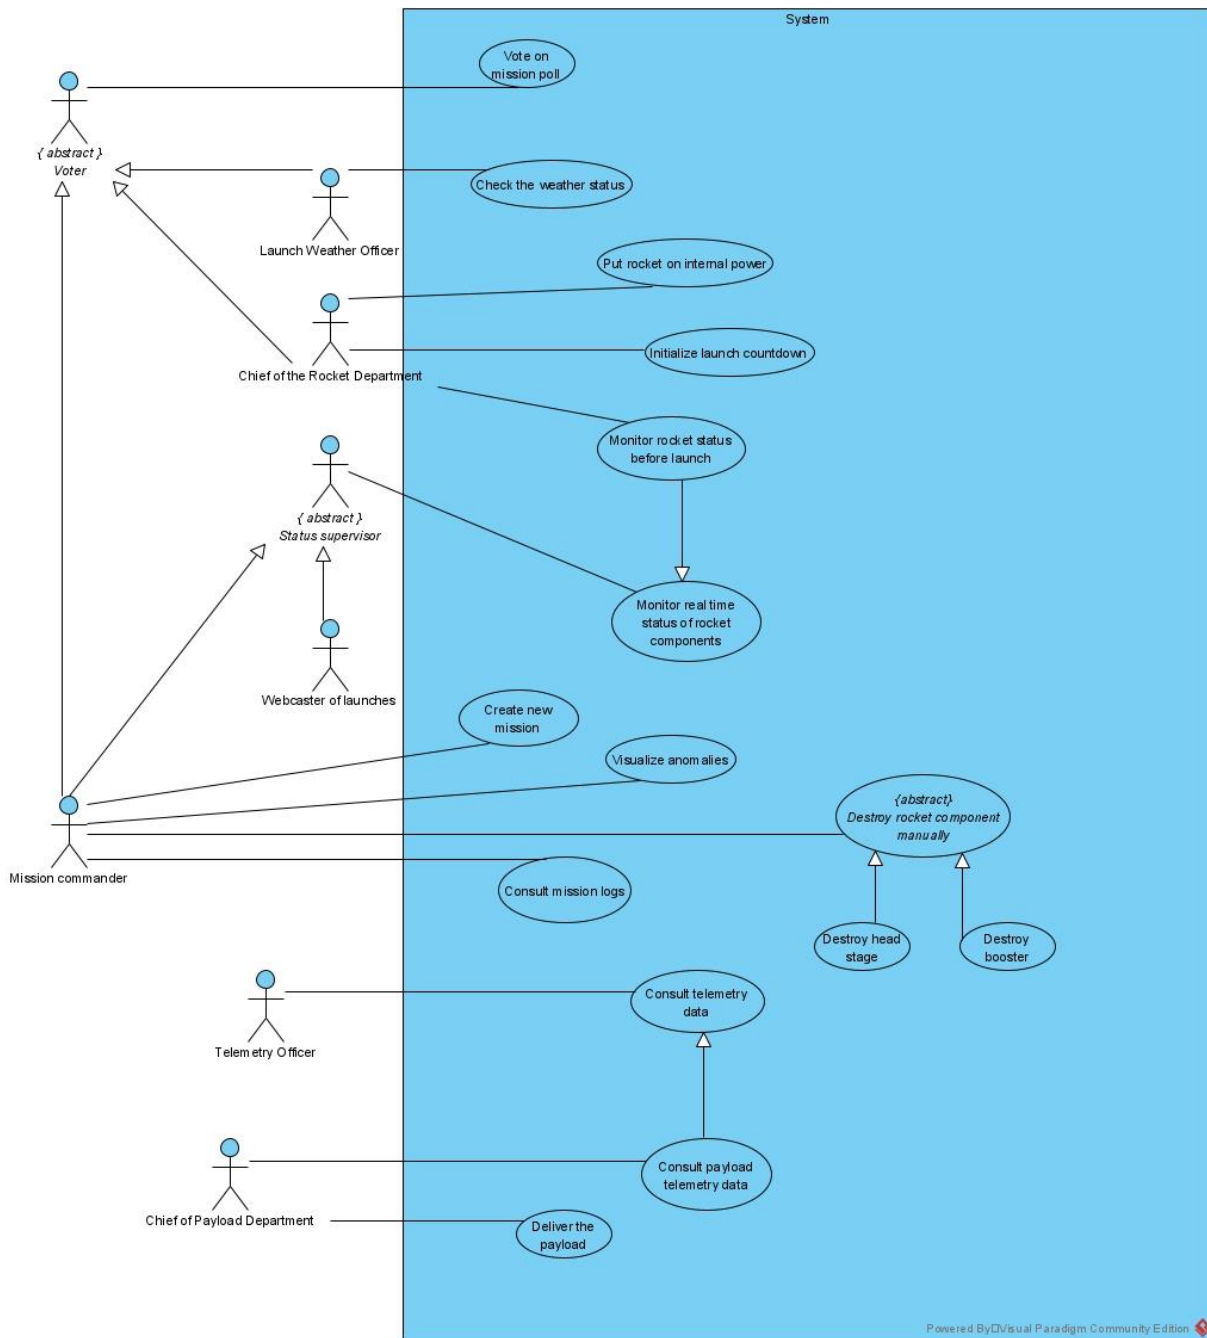 System
Vote on
mission poll
{ abstract }
Voter
Check the weather status
Launch Weather Officer
Put rocket on internal power
Initialize launch countdown
Chief of the Rocket Department
Monitor rocket status
before launch
{ abstract }
Status supervisor
Monitor real time
status of rocket
components
Webcaster of launches
Create new
mission
Visualize anomalies
{abstract}
Destroy rocket component
manually
Mission commander
Consult mission logs
Destroy head
stage
Destroy
booster
Consult telemetry
data
Telemetry Officer
Consult payload
telemetry data
Chief of Payload Department
Deliver the
payload
Powered By□Visual Paradigm Community Edition